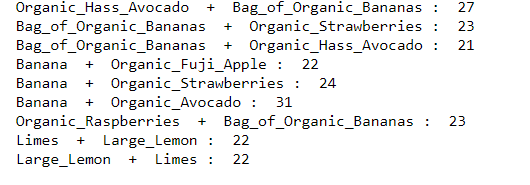 Organic_Hass_Avocado  +  Bag_of_Organic_Bananas :  27
Bag_of_Organic_Bananas  +  Organic_Strawberries :  23
Bag_of_Organic_Bananas  +  Organic_Hass_Avocado :  21
Banana  +  Organic_Fuji_Apple :  22
Banana  +  Organic_Strawberries :  24
Banana  +  Organic_Avocado :  31
Organic_Raspberries  +  Bag_of_Organic_Bananas :  23
Limes  +  Large_Lemon :  22
Large_Lemon  +  Limes :  22